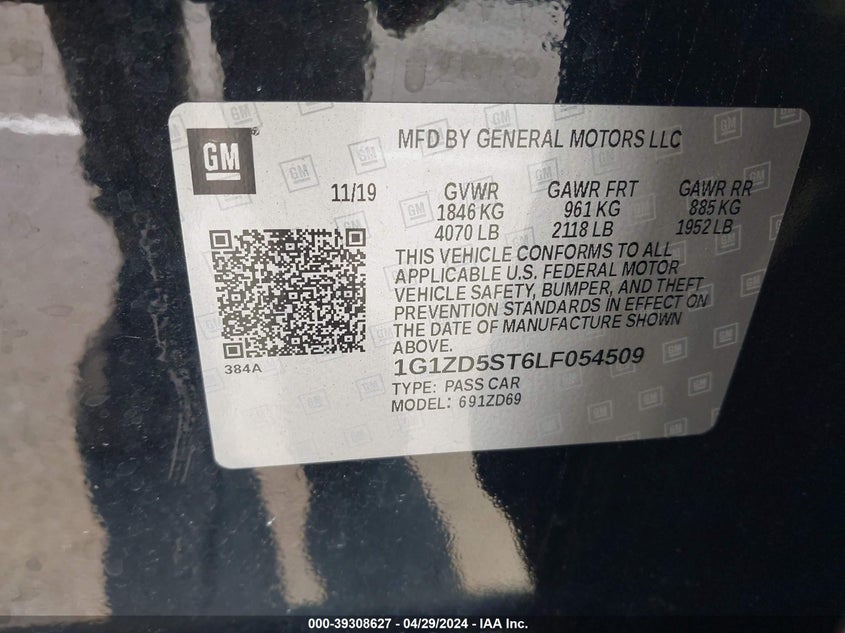 GM
MFD BY GENERAL MOTORS LLC
11/19
GVWR
1846 KG
4070 LB
GAWR FRT
961 KG
2118 LB
GAWR RR
885 KG
1952 LB
THIS VEHICLE CONFORMS TO ALL
APPLICABLE U.S. FEDERAL MOTOR
VEHICLE SAFETY, BUMPER, AND THEFT
PREVENTION STANDARDS IN EFFECT ON
THE DATE OF MANUFACTURE SHOWN
ABOVE.
384A
1G1ZD5ST6LF054509
TYPE: PASS CAR
MODEL: 691ZD69
000-39308627 - 04/29/2024 - IAA Inc.